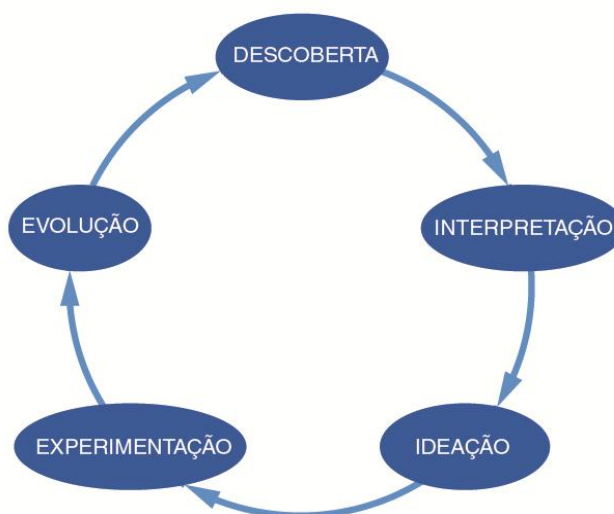 DESCOBERTA
INTERPRETAÇÃO
IDEAÇÃO
EXPERIMENTAÇÃO
EVOLUÇÃO